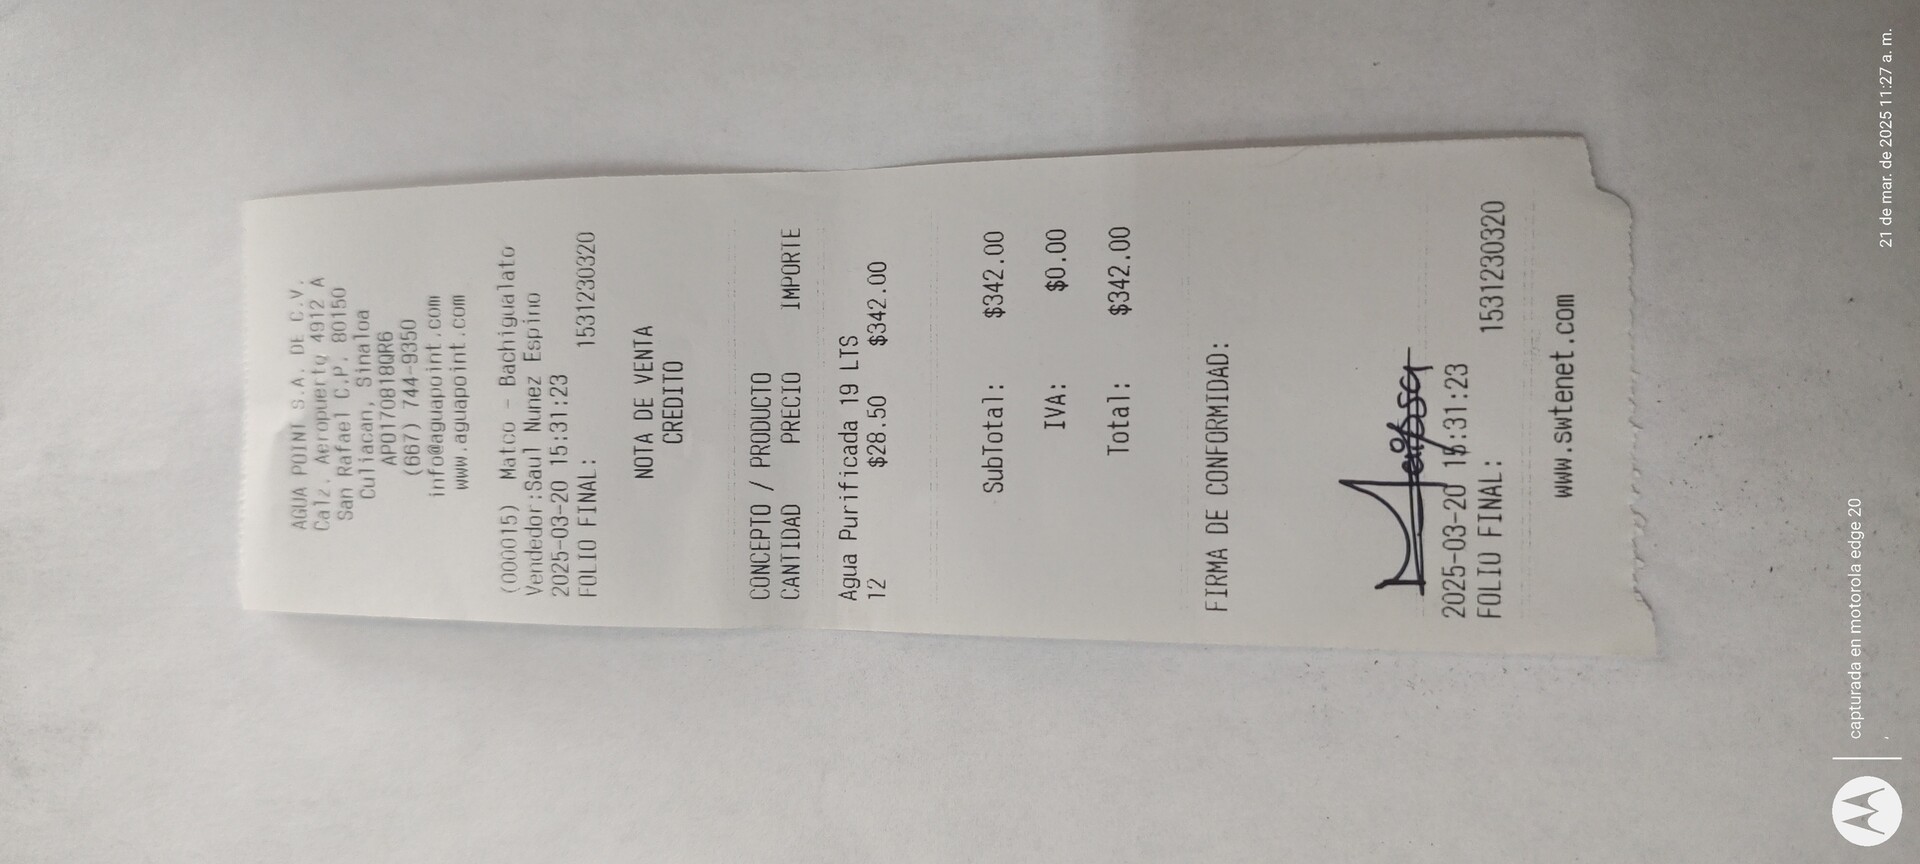 AGUA POINT S.A. DE C.V.
Calz. Aeropuerto 4912 A
San Rafael C.P. 80150
Culiacan, Sinaloa
APO170818QR6
(667) 744-9350
info@aguapoint.com
www.aguapoint.com
(000015) Matco - Bachigualato
Vendedor:Saul Nunez Espino
2025-03-20 15:31:23
FOLIO FINAL: 1531230320
NOTA DE VENTA
CREDITO
CONCEPTO / PRODUCTO
CANTIDAD PRECIO IMPORTE
Agua Purificada 19 LTS
12 $28.50 $342.00
SubTotal: $342.00
IVA: $0.00
Total: $342.00
FIRMA DE CONFORMIDAD:
2025-03-20 15:31:23
FOLIO FINAL: 1531230320
www.swtenet.com
capturada en motorola edge 20
21 de mar. de 2025 11:27 a. m.